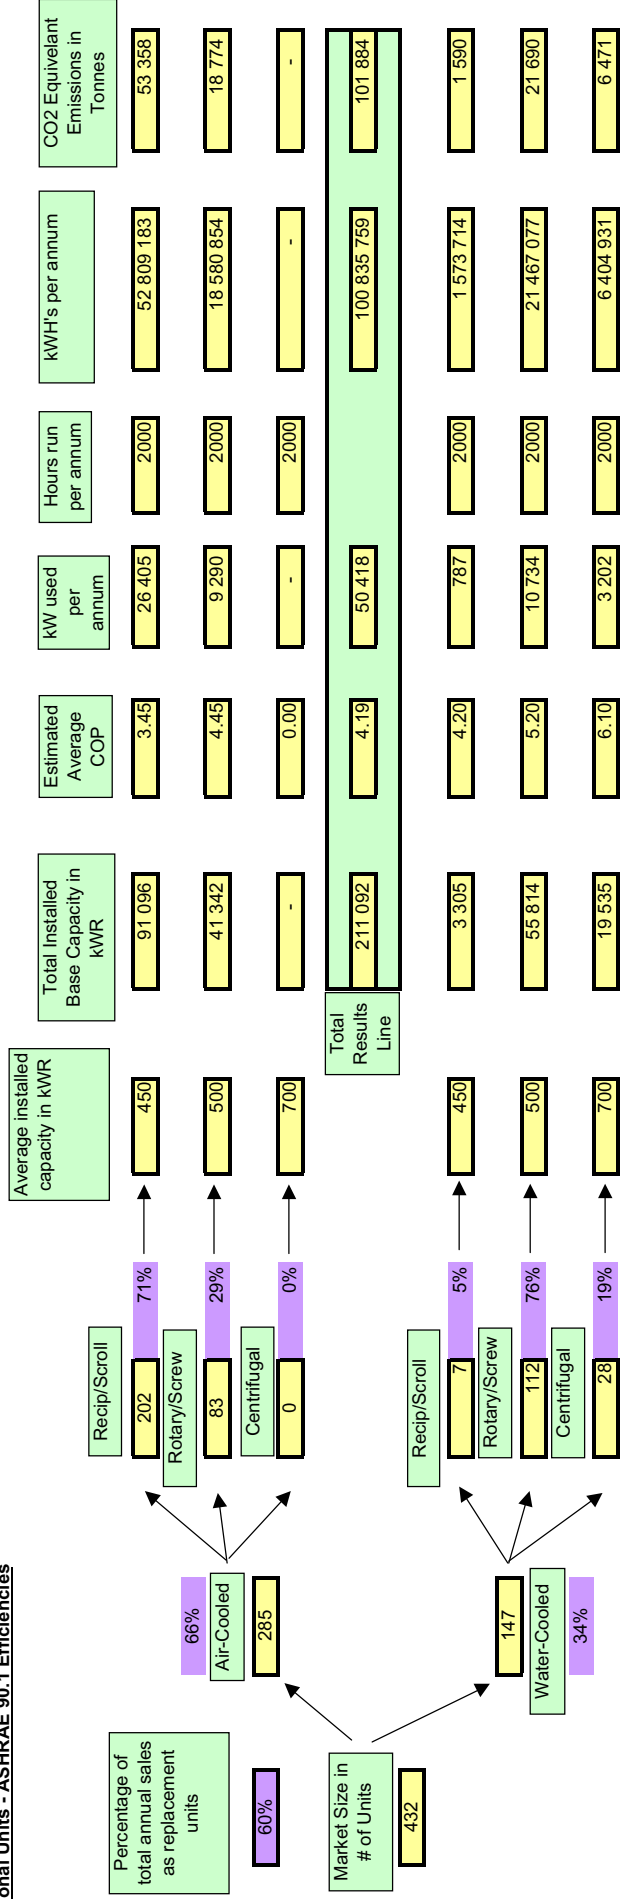 onal Units - ASHRAE 90.1 Efficiencies
Percentage of
total annual sales
as replacement
units
60%
Market Size in
# of Units
432
66%
Air-Cooled
285
147
Water-Cooled
34%
Average installed
capacity in kWR
Total Installed
Base Capacity in
kWR
Estimated
Average
COP
kW used
per
annum
Hours run
per annum
kWH's per annum
CO2 Equivelant
Emissions in
Tonnes
Recip/Scroll
202 71% 450 91 096 3.45 26 405 2000 52 809 183 53 358
Rotary/Screw
83 29% 500 41 342 4.45 9 290 2000 18 580 854 18 774
Centrifugal
0 0% 700 - 0.00 - 2000 - -
Total
Results
Line
211 092 4.19 50 418 100 835 759 101 884
Recip/Scroll
7 5% 450 3 305 4.20 787 2000 1 573 714 1 590
Rotary/Screw
112 76% 500 55 814 5.20 10 734 2000 21 467 077 21 690
Centrifugal
28 19% 700 19 535 6.10 3 202 2000 6 404 931 6 471